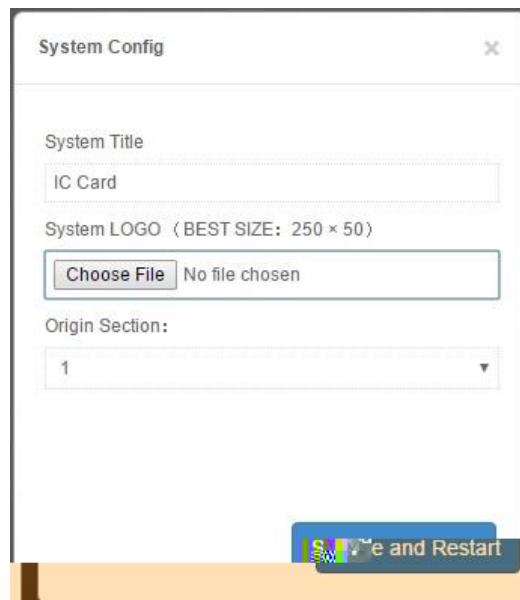 System Config ×
System Title
IC Card
System LOGO （BEST SIZE: 250 × 50）
Choose File No file chosen
Origin Section:
1
and Restart